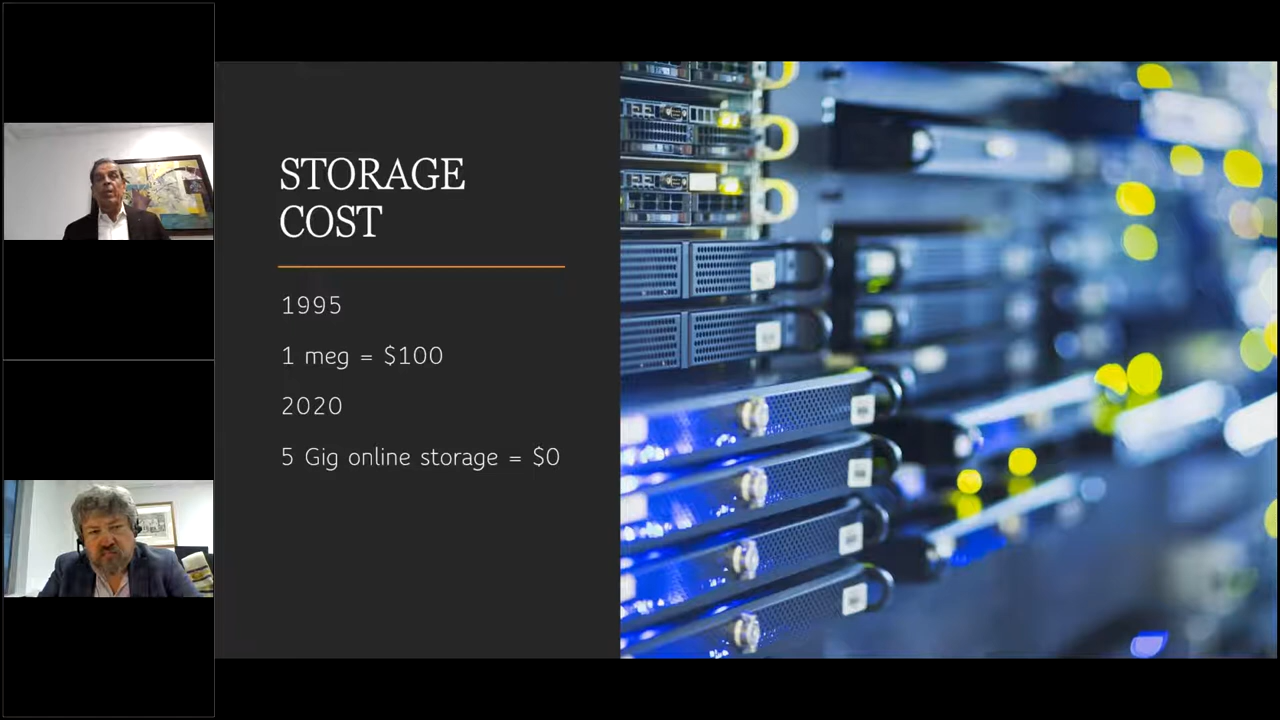 STORAGE
COST
1995
1 meg = $100
2020
5 Gig online storage = $0